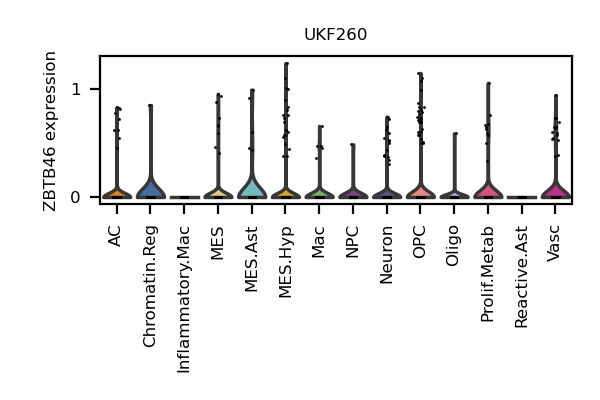 UKF260
ZBTB46 expression
1
0
AC
Chromatin.Reg
Inflammatory.Mac
MES
MES.Ast
MES.Hyp
Mac
NPC
Neuron
OPC
Oligo
Prolif.Metab
Reactive.Ast
Vasc